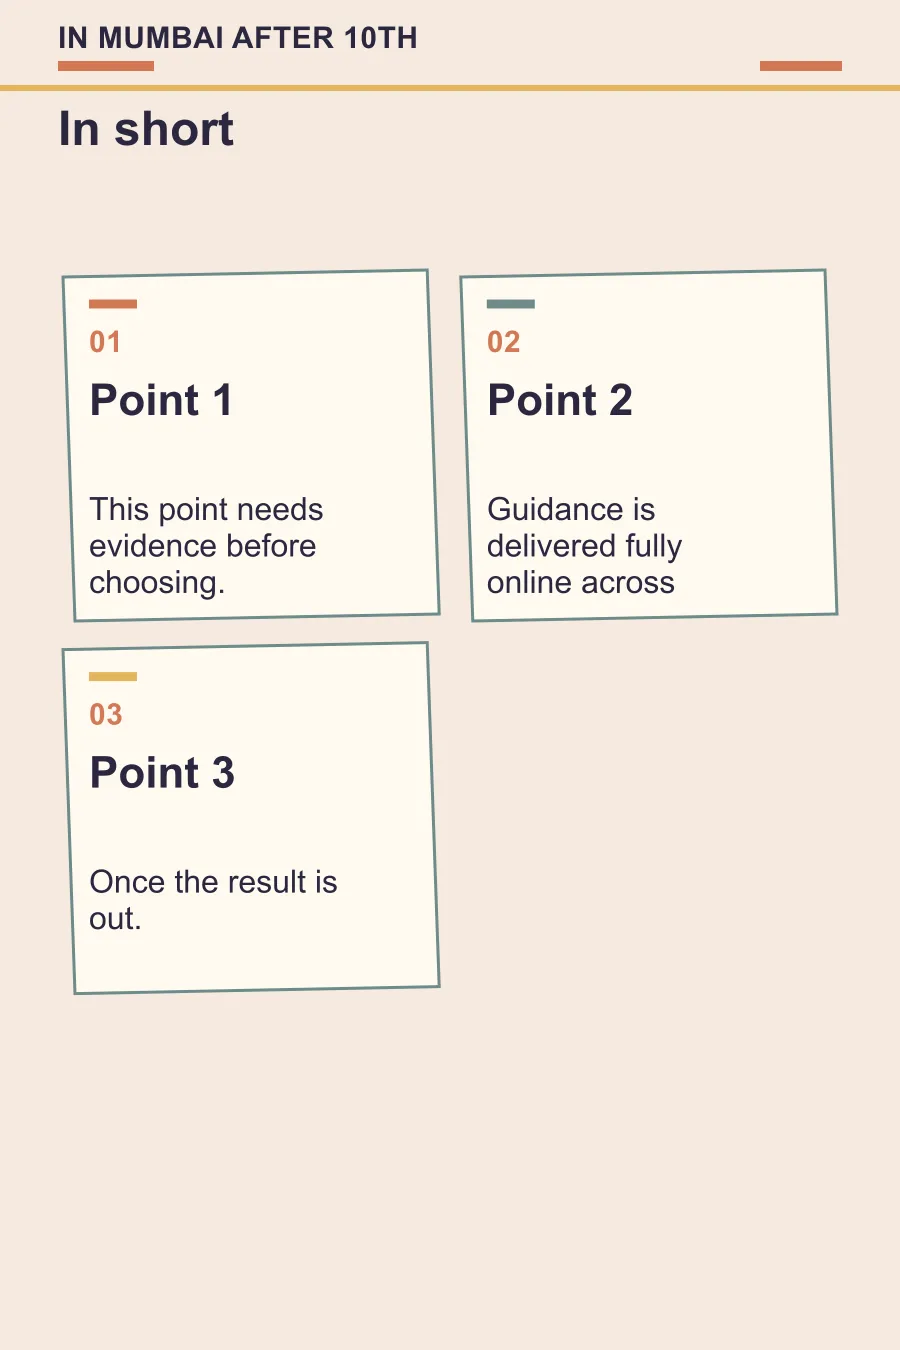 IN MUMBAI AFTER 10TH
In short
01
Point 1
This point needs
evidence before
choosing.
02
Point 2
Guidance is
delivered fully
online across
03
Point 3
Once the result is
out.